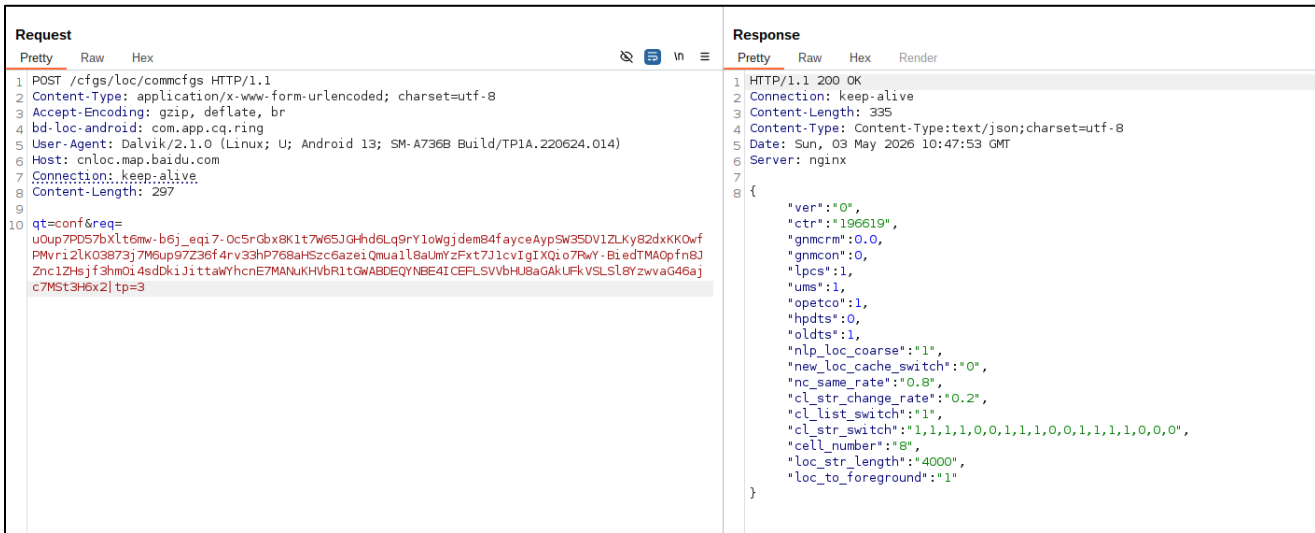 Request
Pretty Raw Hex
\n
1 POST /cfgs/loc/commcfgs HTTP/1.1
2 Content-Type: application/x-www-form-urlencoded; charset=utf-8
3 Accept-Encoding: gzip, deflate, br
4 bd-loc-android: com.app.cq.ring
5 User-Agent: Dalvik/2.1.0 (Linux; U; Android 13; SM-A736B Build/TP1A.220624.014)
6 Host: cnloc.map.baidu.com
7 Connection: keep-alive
8 Content-Length: 297
9
10 qt=conf&req=
uOup7PD57bXlt6mw-b6j_eqi7-Oc5rGbx8K1t7W65JGHhd6Lq9rY1oWgjdem84fayceAypSW35DV1ZLKy82dxKKOwf
PMvri2lKO3873j7M6up97Z36f4rv33hP768aHSzc6azeiQmua1l8aUmYzFxt7J1cvIgIXQio7RwY-BiedTMAOpfn8J
Znc1ZHsjf3hmOi4sdDkiJittaWYhcnE7MANuKHVbR1tGWABDEQYNBE4ICEFLSVVbHU8aGAkUFkVSLSl8YzwvaG46aj
c7MSt3H6x2|tp=3
Response
Pretty Raw Hex Render
1 HTTP/1.1 200 OK
2 Connection: keep-alive
3 Content-Length: 335
4 Content-Type: Content-Type:text/json;charset=utf-8
5 Date: Sun, 03 May 2026 10:47:53 GMT
6 Server: nginx
7
8 {
"ver":"0",
"ctr":"196619",
"gnmcrm":0.0,
"gnmcon":0,
"lpcs":1,
"ums":1,
"opetco":1,
"hpdts":0,
"oldts":1,
"nlp_loc_coarse":"1",
"new_loc_cache_switch":"0",
"nc_same_rate":"0.8",
"cl_str_change_rate":"0.2",
"cl_list_switch":"1",
"cl_str_switch":"1,1,1,1,0,0,1,1,1,0,0,1,1,1,1,0,0,0",
"cell_number":"8",
"loc_str_length":"4000",
"loc_to_foreground":"1"
}